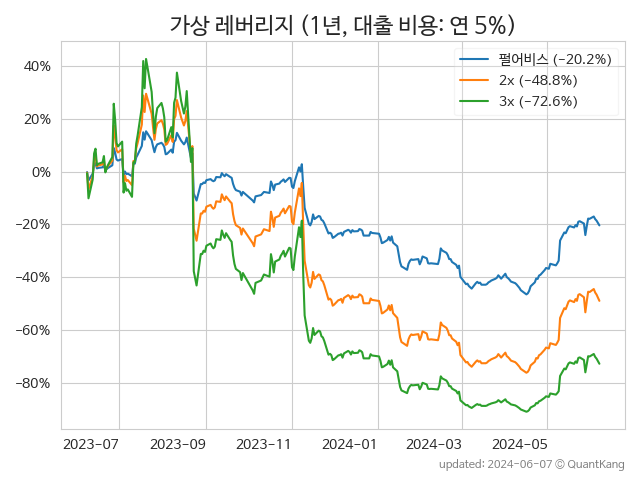 가상 레버리지 (1년, 대출 비용: 연 5%)
펄어비스 (−20.2%)
2x (−48.8%)
3x (−72.6%)
40%
20%
0%
−20%
−40%
−60%
−80%
2023-07
2023-09
2023-11
2024-01
2024-03
2024-05
updated: 2024-06-07 © QuantKang